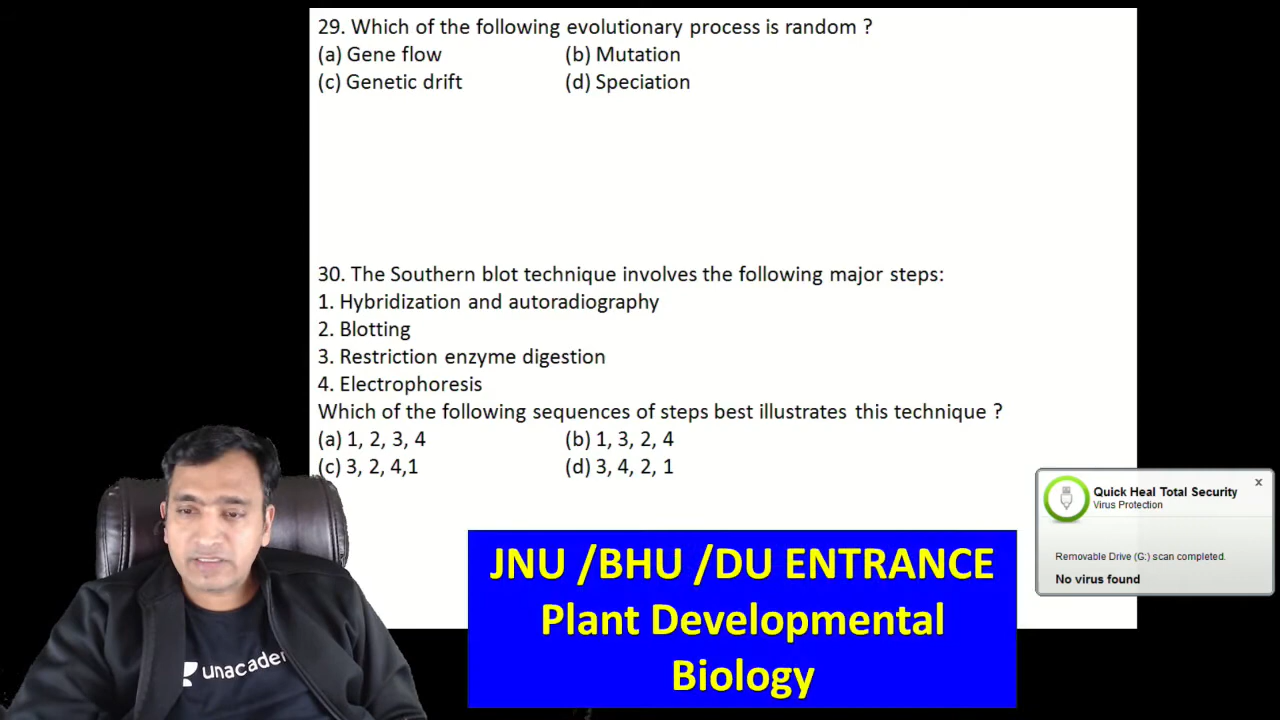 29. Which of the following evolutionary process is random ?
(a) Gene flow (b) Mutation
(c) Genetic drift (d) Speciation
30. The Southern blot technique involves the following major steps:
1. Hybridization and autoradiography
2. Blotting
3. Restriction enzyme digestion
4. Electrophoresis
Which of the following sequences of steps best illustrates this technique ?
(a) 1, 2, 3, 4 (b) 1, 3, 2, 4
(c) 3, 2, 4,1 (d) 3, 4, 2, 1
Quick Heal Total Security
Virus Protection
x
Removable Drive (G:) scan completed.
No virus found
JNU /BHU /DU ENTRANCE
Plant Developmental
Biology
unacade